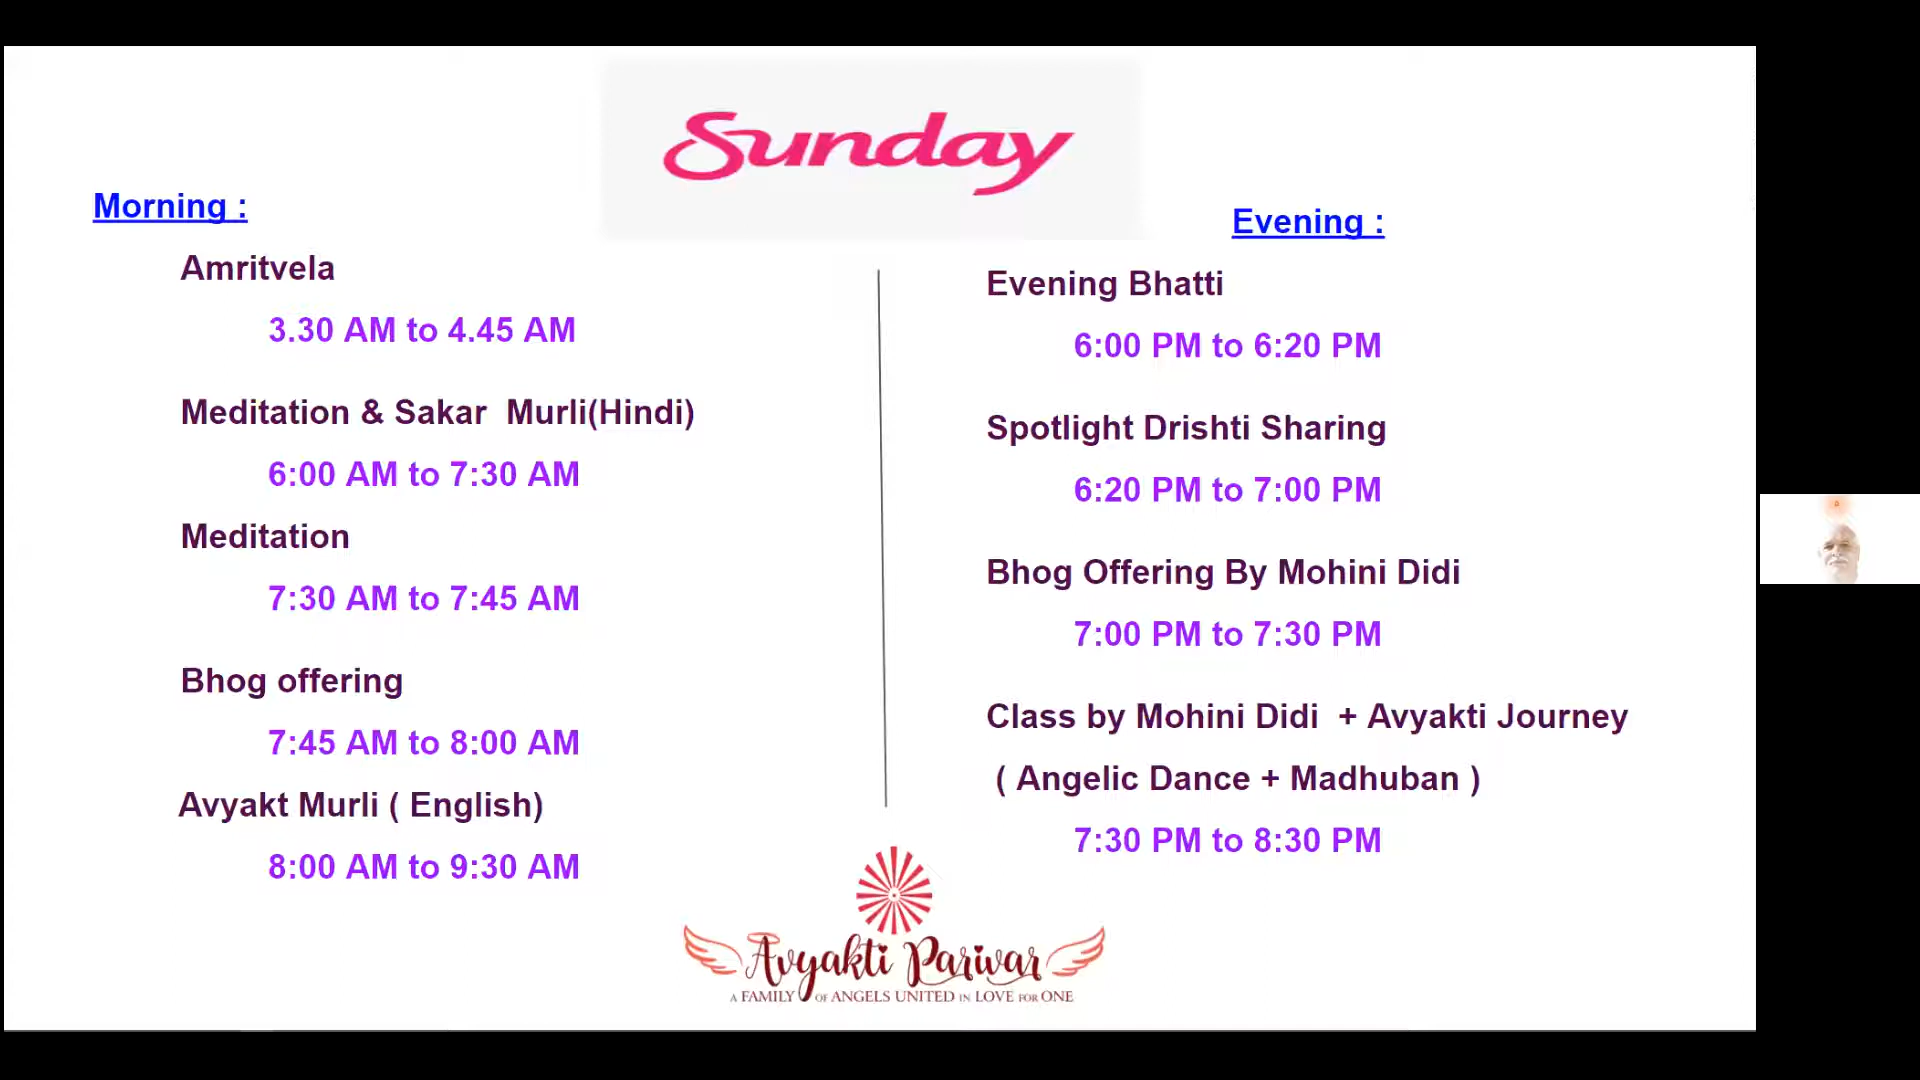 Sunday
Morning :
Amritvela
3.30 AM to 4.45 AM
Meditation & Sakar  Murli(Hindi)
6:00 AM to 7:30 AM
Meditation
7:30 AM to 7:45 AM
Bhog offering
7:45 AM to 8:00 AM
Avyakt Murli ( English)
8:00 AM to 9:30 AM
Evening :
Evening Bhatti
6:00 PM to 6:20 PM
Spotlight Drishti Sharing
6:20 PM to 7:00 PM
Bhog Offering By Mohini Didi
7:00 PM to 7:30 PM
Class by Mohini Didi  + Avyakti Journey
( Angelic Dance + Madhuban )
7:30 PM to 8:30 PM
Avyakti Parivar
A FAMILY OF ANGELS UNITED IN LOVE FOR ONE